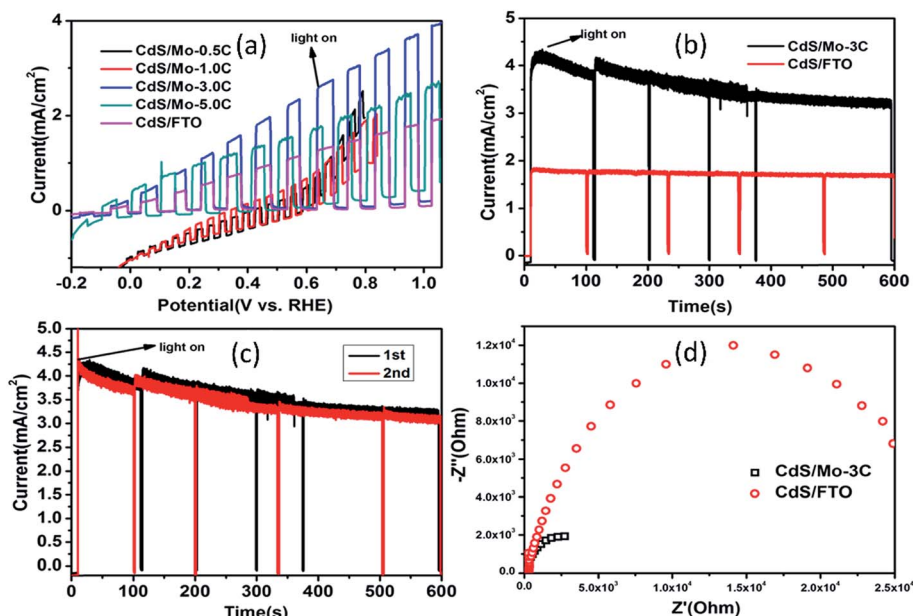 (a)
CdS/Mo-0.5C
CdS/Mo-1.0C
CdS/Mo-3.0C
CdS/Mo-5.0C
CdS/FTO
light on
Current(mA/cm²)
4
2
0
-0.2 0.0 0.2 0.4 0.6 0.8 1.0
Potential(V vs. RHE)
(b)
light on
CdS/Mo-3C
CdS/FTO
Current(mA/cm²)
5
4
3
2
1
0
0 100 200 300 400 500 600
Time(s)
(c)
light on
1st
2nd
Current(mA/cm²)
5.0
4.5
4.0
3.5
3.0
2.5
2.0
1.5
1.0
0.5
0.0
0 100 200 300 400 500 600
Time(s)
(d)
CdS/Mo-3C
CdS/FTO
-Z''(Ohm)
1.2x10⁴
1.0x10⁴
8.0x10³
6.0x10³
4.0x10³
2.0x10³
0.0
5.0x10³ 1.0x10⁴ 1.5x10⁴ 2.0x10⁴ 2.5x10⁴
Z'(Ohm)